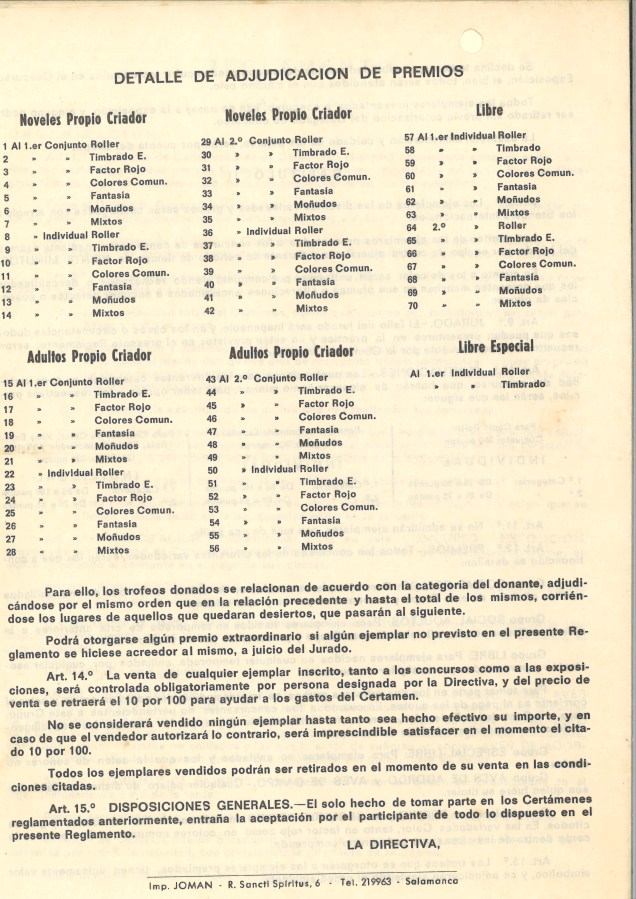 DETALLE DE ADJUDICACION DE PREMIOS
Noveles Propio Criador
1 Al 1.er Conjunto Roller
2 » » Timbrado E.
3 » » Factor Rojo
4 » » Colores Comun.
5 » » Fantasia
6 » » Moñudos
7 » » Mixtos
8 » Individual Roller
9 » » Timbrado E.
10 » » Factor Rojo
11 » » Colores Comun.
12 » » Fantasia
13 » » Moñudos
14 » » Mixtos
Noveles Propio Criador
29 Al 2.º Conjunto Roller
30 » » Timbrado E.
31 » » Factor Rojo
32 » » Colores Comun.
33 » » Fantasia
34 » » Moñudos
35 » » Mixtos
36 » Individual Roller
37 » » Timbrado E.
38 » » Factor Rojo
39 » » Colores Comun.
40 » » Fantasia
41 » » Moñudos
42 » » Mixtos
Libre
57 Al 1.er Individual Roller
58 » » Timbrado
59 » » Factor Rojo
60 » » Colores Comun.
61 » » Fantasia
62 » » Moñudos
63 » » Mixtos
64 2.º » Roller
65 » » Timbrado E.
66 » » Factor Rojo
67 » » Colores Comun.
68 » » Fantasia
69 » » Moñudos
70 » » Mixtos
Adultos Propio Criador
15 Al 1.er Conjunto Roller
16 » » Timbrado E.
17 » » Factor Rojo
18 » » Colores Comun.
19 » » Fantasia
20 » » Moñudos
21 » » Mixtos
22 » Individual Roller
23 » » Timbrado E.
24 » » Factor Rojo
25 » » Colores Comun.
26 » » Fantasia
27 » » Moñudos
28 » » Mixtos
Adultos Propio Criador
43 Al 2.º Conjunto Roller
44 » » Timbrado E.
45 » » Factor Rojo
46 » » Colores Comun.
47 » » Fantasia
48 » » Moñudos
49 » » Mixtos
50 » Individual Roller
51 » » Timbrado E.
52 » » Factor Rojo
53 » » Colores Comun.
54 » » Fantasia
55 » » Moñudos
56 » » Mixtos
Libre Especial
Al 1.er Individual Roller
» » Timbrado
Para ello, los trofeos donados se relacionan de acuerdo con la categoria del donante, adjudi-
cándose por el mismo orden que en la relación precedente y hasta el total de los mismos, corrién-
dose los lugares de aquellos que quedaran desiertos, que pasarán al siguiente.
Podrá otorgarse algún premio extraordinario si algún ejemplar no previsto en el presente Re-
glamento se hiciese acreedor al mismo, a juicio del Jurado.
Art. 14.º La venta de cualquier ejemplar inscrito, tanto a los concursos como a las exposi-
ciones, será controlada obligatoriamente por persona designada por la Directiva, y del precio de
venta se retraerá el 10 por 100 para ayudar a los gastos del Certamen.
No se considerará vendido ningún ejemplar hasta tanto sea hecho efectivo su importe, y en
caso de que el vendedor autorizará lo contrario, será imprescindible satisfacer en el momento el cita-
do 10 por 100.
Todos los ejemplares vendidos podrán ser retirados en el momento de su venta en las condi-
ciones citadas.
Art. 15.º DISPOSICIONES GENERALES.—El solo hecho de tomar parte en los Certámenes
reglamentados anteriormente, entraña la aceptación por el participante de todo lo dispuesto en el
presente Reglamento.
LA DIRECTIVA,
Imp. JOMAN - R. Sancti Spíritus, 6 - Tel. 219963 - Salamanca